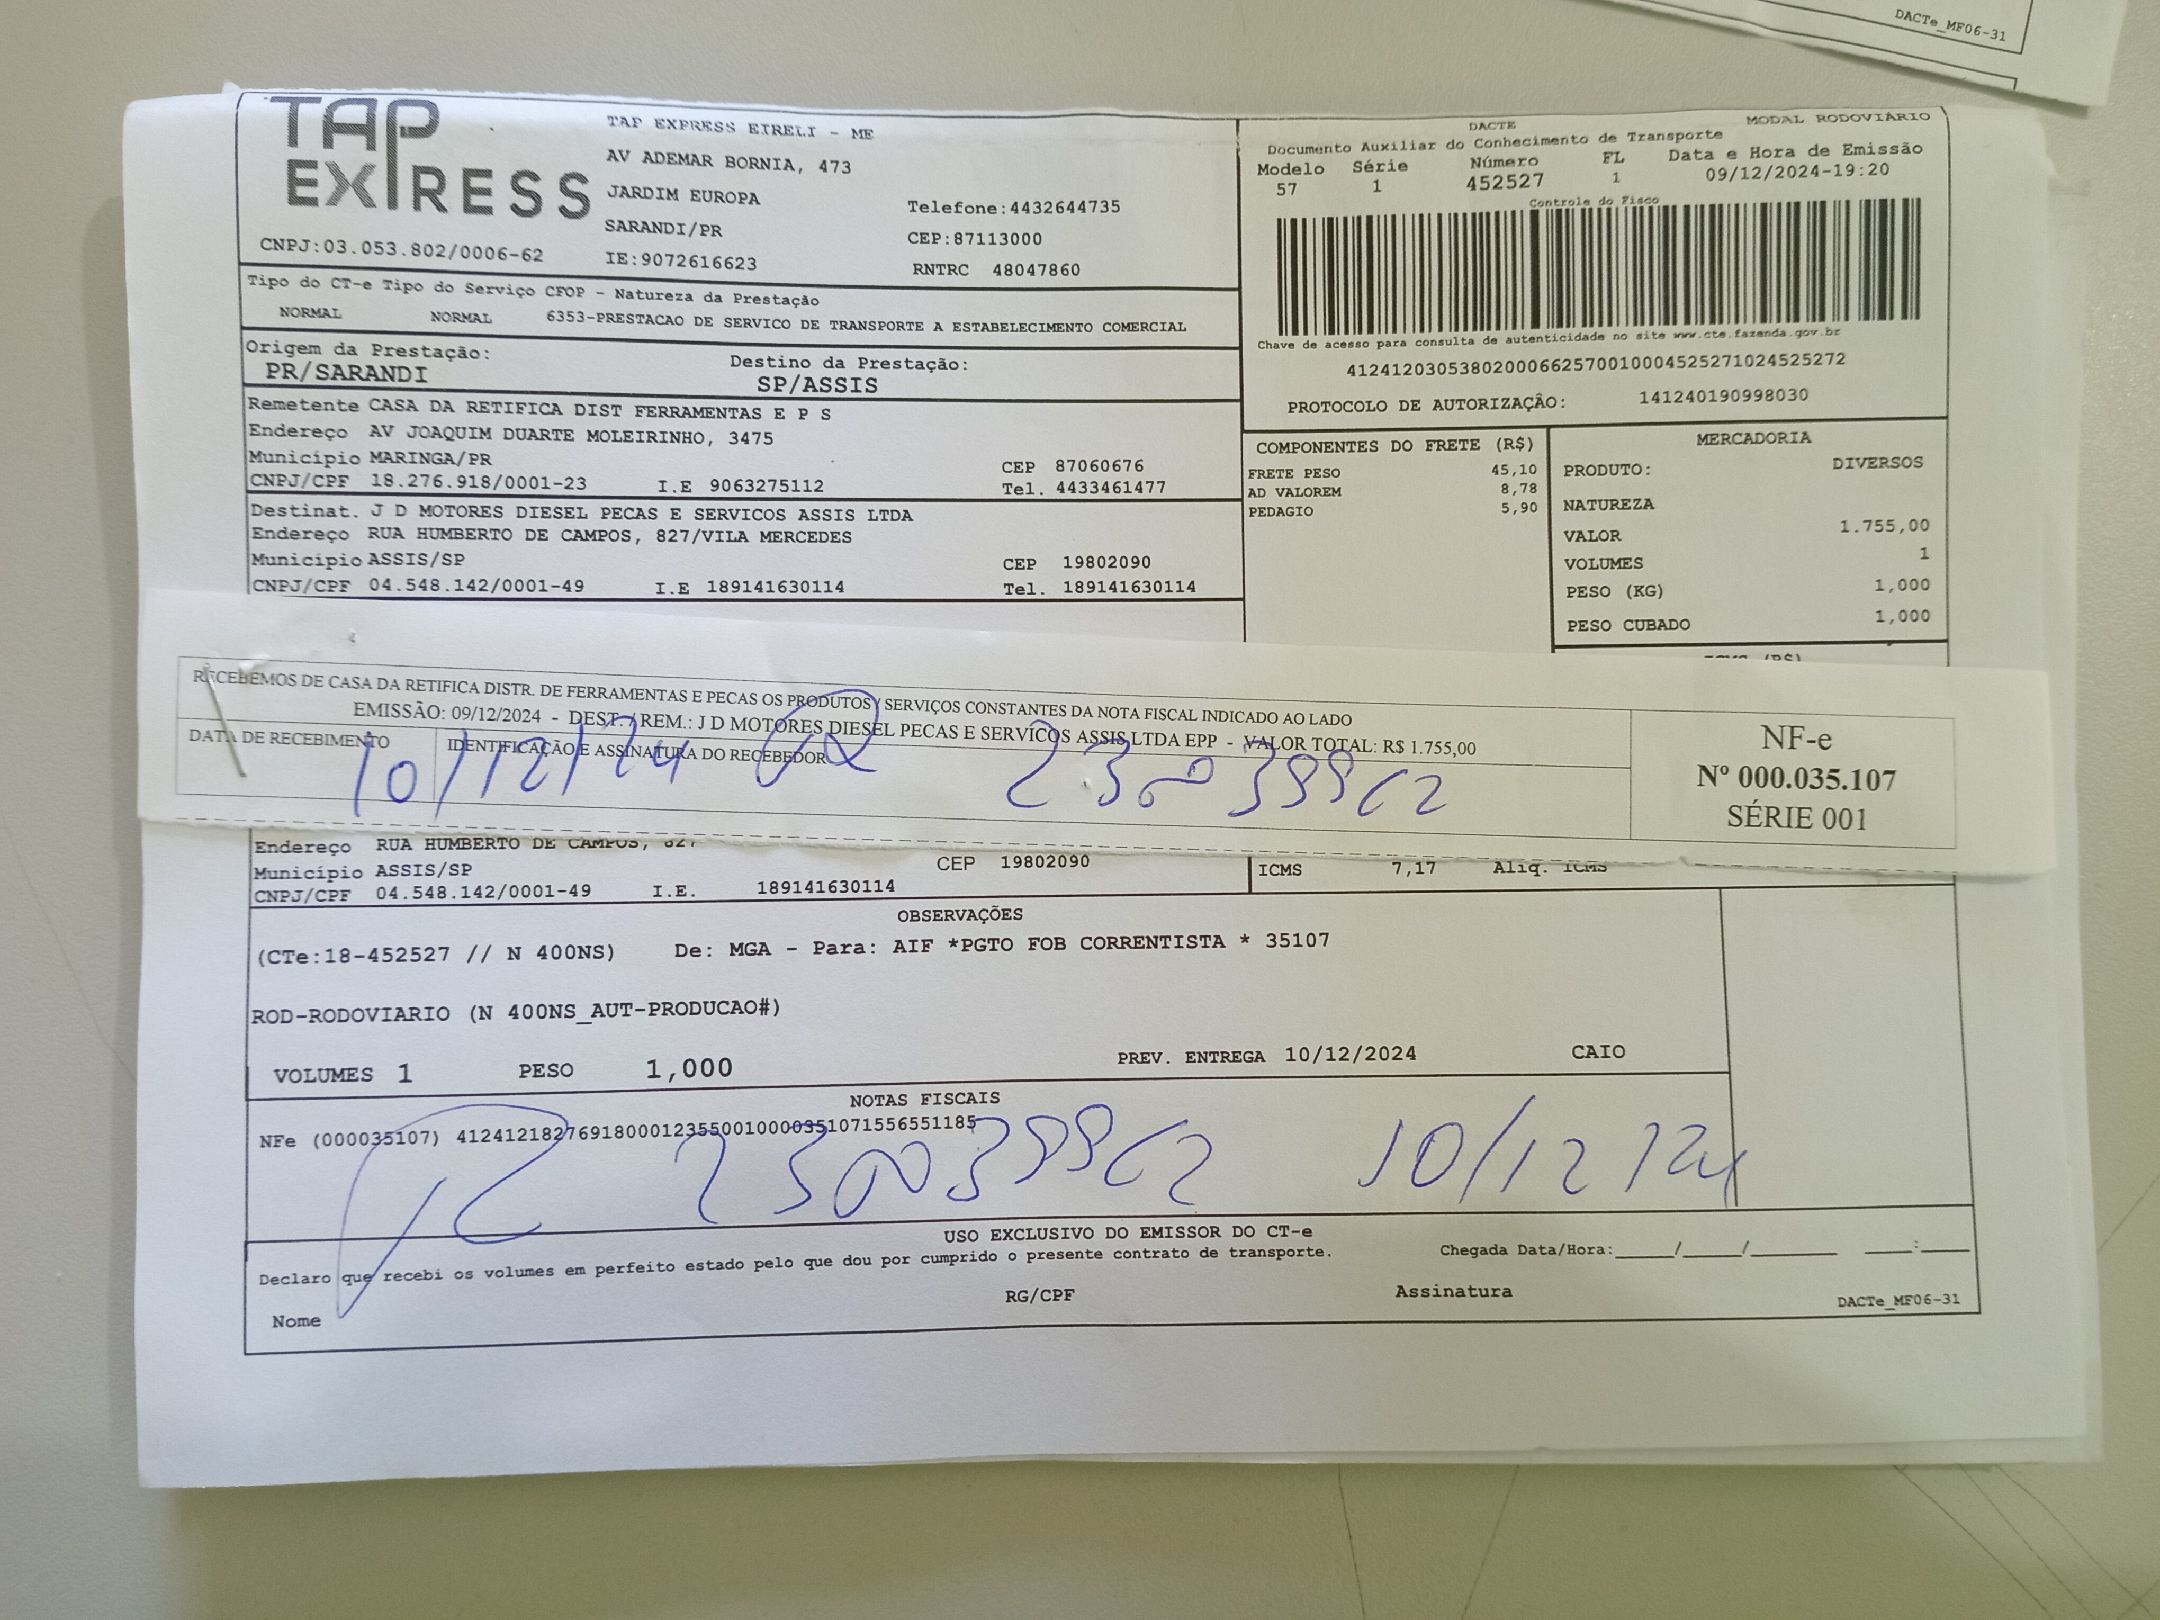 DACTe_MF06-31
TAP
EXPRESS
CNPJ:03.053.802/0006-62
TAP EXPRESS EIRELI - ME
AV ADEMAR BORNIA, 473
JARDIM EUROPA
SARANDI/PR
IE:9072616623
Telefone:4432644735
CEP:87113000
RNTRC 48047860
DACTE
MODAL RODOVIÁRIO
Documento Auxiliar do Conhecimento de Transporte
Modelo Série Número FL Data e Hora de Emissão
57 1 452527 1 09/12/2024-19:20
Controle do Fisco
Chave de acesso para consulta de autenticidade no site www.cte.fazenda.gov.br
41241203053802000662570010004525271024525272
PROTOCOLO DE AUTORIZAÇÃO: 141240190998030
Tipo do CT-e Tipo do Serviço CFOP - Natureza da Prestação
NORMAL NORMAL 6353-PRESTACAO DE SERVICO DE TRANSPORTE A ESTABELECIMENTO COMERCIAL
Origem da Prestação: Destino da Prestação:
PR/SARANDI SP/ASSIS
Remetente CASA DA RETIFICA DIST FERRAMENTAS E P S
Endereço AV JOAQUIM DUARTE MOLEIRINHO, 3475
Município MARINGA/PR CEP 87060676
CNPJ/CPF 18.276.918/0001-23 I.E 9063275112 Tel. 4433461477
Destinat. J D MOTORES DIESEL PECAS E SERVICOS ASSIS LTDA
Endereço RUA HUMBERTO DE CAMPOS, 827/VILA MERCEDES
Município ASSIS/SP CEP 19802090
CNPJ/CPF 04.548.142/0001-49 I.E 189141630114 Tel. 189141630114
COMPONENTES DO FRETE (R$)
FRETE PESO 45,10
AD VALOREM 8,78
PEDAGIO 5,90
MERCADORIA
PRODUTO: DIVERSOS
NATUREZA
VALOR 1.755,00
VOLUMES 1
PESO (KG) 1,000
PESO CUBADO 1,000
RECEBEMOS DE CASA DA RETIFICA DISTR. DE FERRAMENTAS E PECAS OS PRODUTOS / SERVIÇOS CONSTANTES DA NOTA FISCAL INDICADO AO LADO
EMISSÃO: 09/12/2024 - DEST. / REM.: J D MOTORES DIESEL PECAS E SERVICOS ASSIS LTDA EPP - VALOR TOTAL: R$ 1.755,00
DATA DE RECEBIMENTO IDENTIFICAÇÃO E ASSINATURA DO RECEBEDOR
10/12/24
NF-e
Nº 000.035.107
SÉRIE 001
Endereço RUA HUMBERTO DE CAMPOS, 827
Município ASSIS/SP CEP 19802090
CNPJ/CPF 04.548.142/0001-49 I.E. 189141630114
ICMS 7,17 Aliq. ICMS
OBSERVAÇÕES
(CTe:18-452527 // N 400NS) De: MGA - Para: AIF *PGTO FOB CORRENTISTA * 35107
ROD-RODOVIARIO (N 400NS_AUT-PRODUCAO#)
VOLUMES 1 PESO 1,000 PREV. ENTREGA 10/12/2024 CAIO
NOTAS FISCAIS
NFe (000035107) 41241218276918000123550010000351071556551185
10/12/24
USO EXCLUSIVO DO EMISSOR DO CT-e
Declaro que recebi os volumes em perfeito estado pelo que dou por cumprido o presente contrato de transporte. Chegada Data/Hora:_____/_____/________ ____:____
Nome RG/CPF Assinatura
DACTe_MF06-31